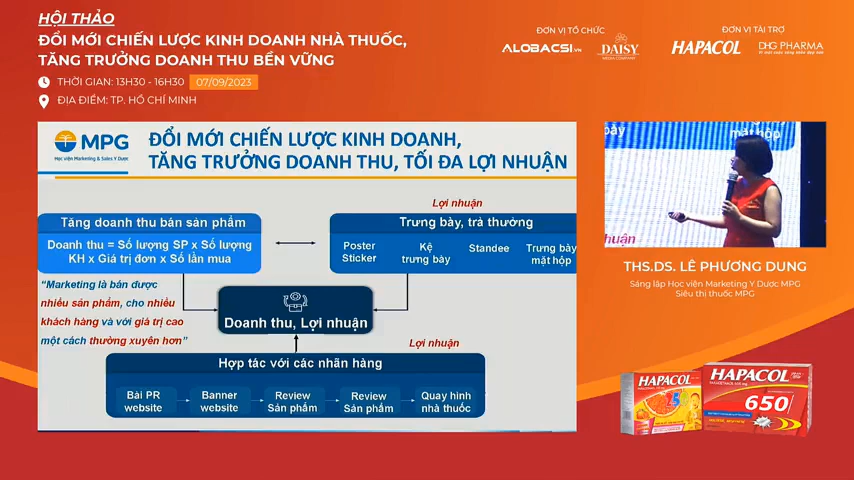 HỘI THẢO
ĐỔI MỚI CHIẾN LƯỢC KINH DOANH NHÀ THUỐC,
TĂNG TRƯỞNG DOANH THU BỀN VỮNG
THỜI GIAN: 13H30 - 16H30 07/09/2023
ĐỊA ĐIỂM: TP. HỒ CHÍ MINH
ĐƠN VỊ TỔ CHỨC
ALOBACSI.VN
DAISY
MEDIA COMPANY
ĐƠN VỊ TÀI TRỢ
HAPACOL
DHG PHARMA
MPG
Học viện Marketing & Sales Y Dược
ĐỔI MỚI CHIẾN LƯỢC KINH DOANH,
TĂNG TRƯỞNG DOANH THU, TỐI ĐA LỢI NHUẬN
Lợi nhuận
Tăng doanh thu bán sản phẩm
Doanh thu = Số lượng SP x Số lượng
KH x Giá trị đơn x Số lần mua
Trưng bày, trả thưởng
Poster
Sticker
Kệ
trưng bày
Standee
Trưng bày
mặt hộp
“Marketing là bán được
nhiều sản phẩm, cho nhiều
khách hàng và với giá trị cao
một cách thường xuyên hơn”
Doanh thu, Lợi nhuận
Lợi nhuận
Hợp tác với các nhãn hàng
Bài PR
website
Banner
website
Review
Sản phẩm
Review
Sản phẩm
Quay hình
nhà thuốc
bày
mặt hộp
nhuận
THS.DS. LÊ PHƯƠNG DUNG
Sáng lập Học viện Marketing Y Dược MPG
Siêu thị thuốc MPG
HAPACOL
HAPACOL
650